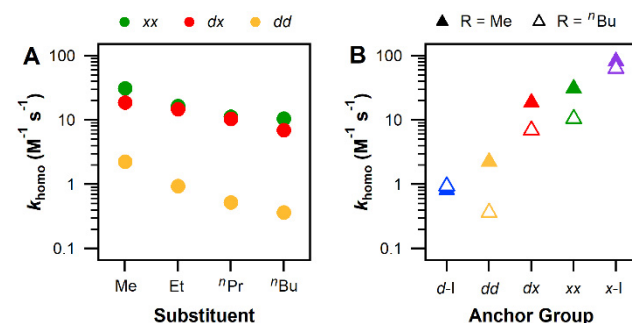 xx dx dd
R = Me R = ⁿBu
A
k_homo (M⁻¹ s⁻¹)
100
10
1
0.1
Me Et ⁿPr ⁿBu
Substituent
B
k_homo (M⁻¹ s⁻¹)
100
10
1
0.1
d-I dd dx xx x-I
Anchor Group